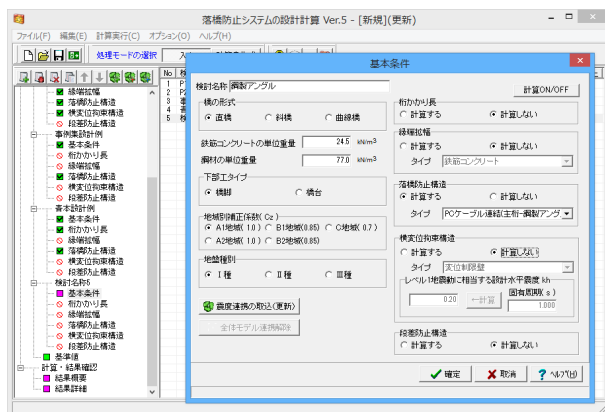 落橋防止システムの設計計算 Ver.5 - [新規](更新)
ファイル(F) 編集(E) 計算実行(C) オプション(O) ヘルプ(H)
処理モードの選択
No
1
2
3
4
5
縁端拡幅
落橋防止構造
横変位拘束構造
段差防止構造
事例集設計例
基本条件
桁かかり長
縁端拡幅
落橋防止構造
横変位拘束構造
段差防止構造
青本設計例
基本条件
桁かかり長
縁端拡幅
落橋防止構造
横変位拘束構造
段差防止構造
検討名称6
基本条件
桁かかり長
縁端拡幅
落橋防止構造
横変位拘束構造
段差防止構造
基準値
計算・結果確認
結果概要
結果詳細
基本条件
検討名称 鋼製アングル
計算ON/OFF
橋の形式
直橋 斜橋 曲線橋
鉄筋コンクリートの単位重量 24.5 kN/m3
鋼材の単位重量 77.0 kN/m3
下部工タイプ
橋脚 橋台
地域別補正係数( Cz )
A1地域( 1.0 ) B1地域(0.85) C地域( 0.7 )
A2地域( 1.0 ) B2地域(0.85)
地盤種別
I 種 II 種 III種
震度連携の取込(更新)
全体モデル連携解除
桁かかり長
計算する 計算しない
縁端拡幅
計算する 計算しない
タイプ 鉄筋コンクリート
落橋防止構造
計算する 計算しない
タイプ PCケーブル連結(主桁-鋼製アング
横変位拘束構造
計算する 計算しない
タイプ 変位制限壁
レベル1地震動に相当する設計水平震度 kh
固有周期( s )
0.20 ←計算 1.000
段差防止構造
計算する 計算しない
確定 取消 ? ヘルプ(H)